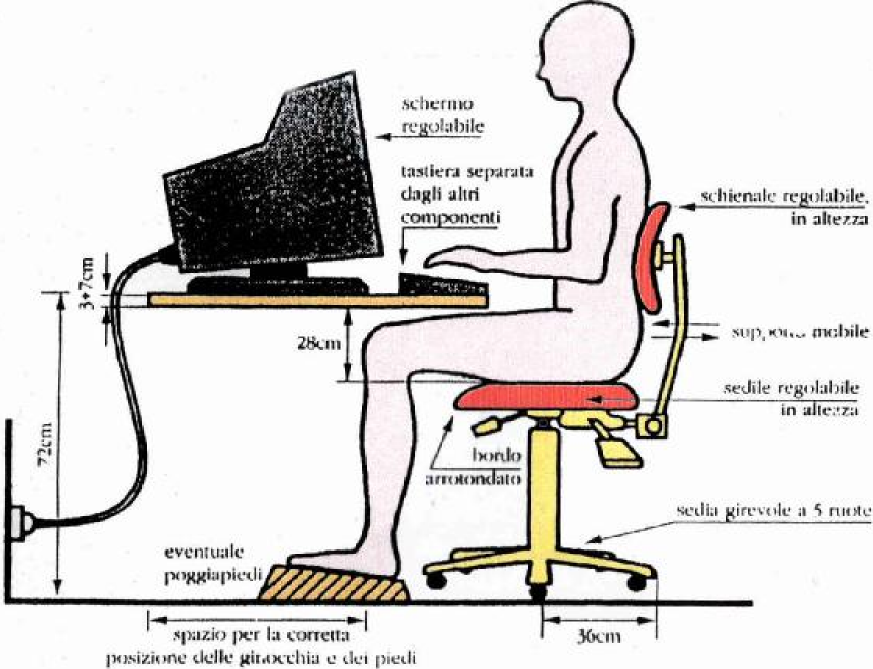 schermo
regolabile
tastiera separata
dagli altri
componenti
schienale regolabile,
in altezza
3+7cm
28cm
mobile
sedile regolabile
in altezza
72cm
bordo
arrotondato
sedia girevole a 5 ruote
eventuale
poggiapiedi
36cm
spazio per la corretta
posizione delle ginocchia e dei piedi